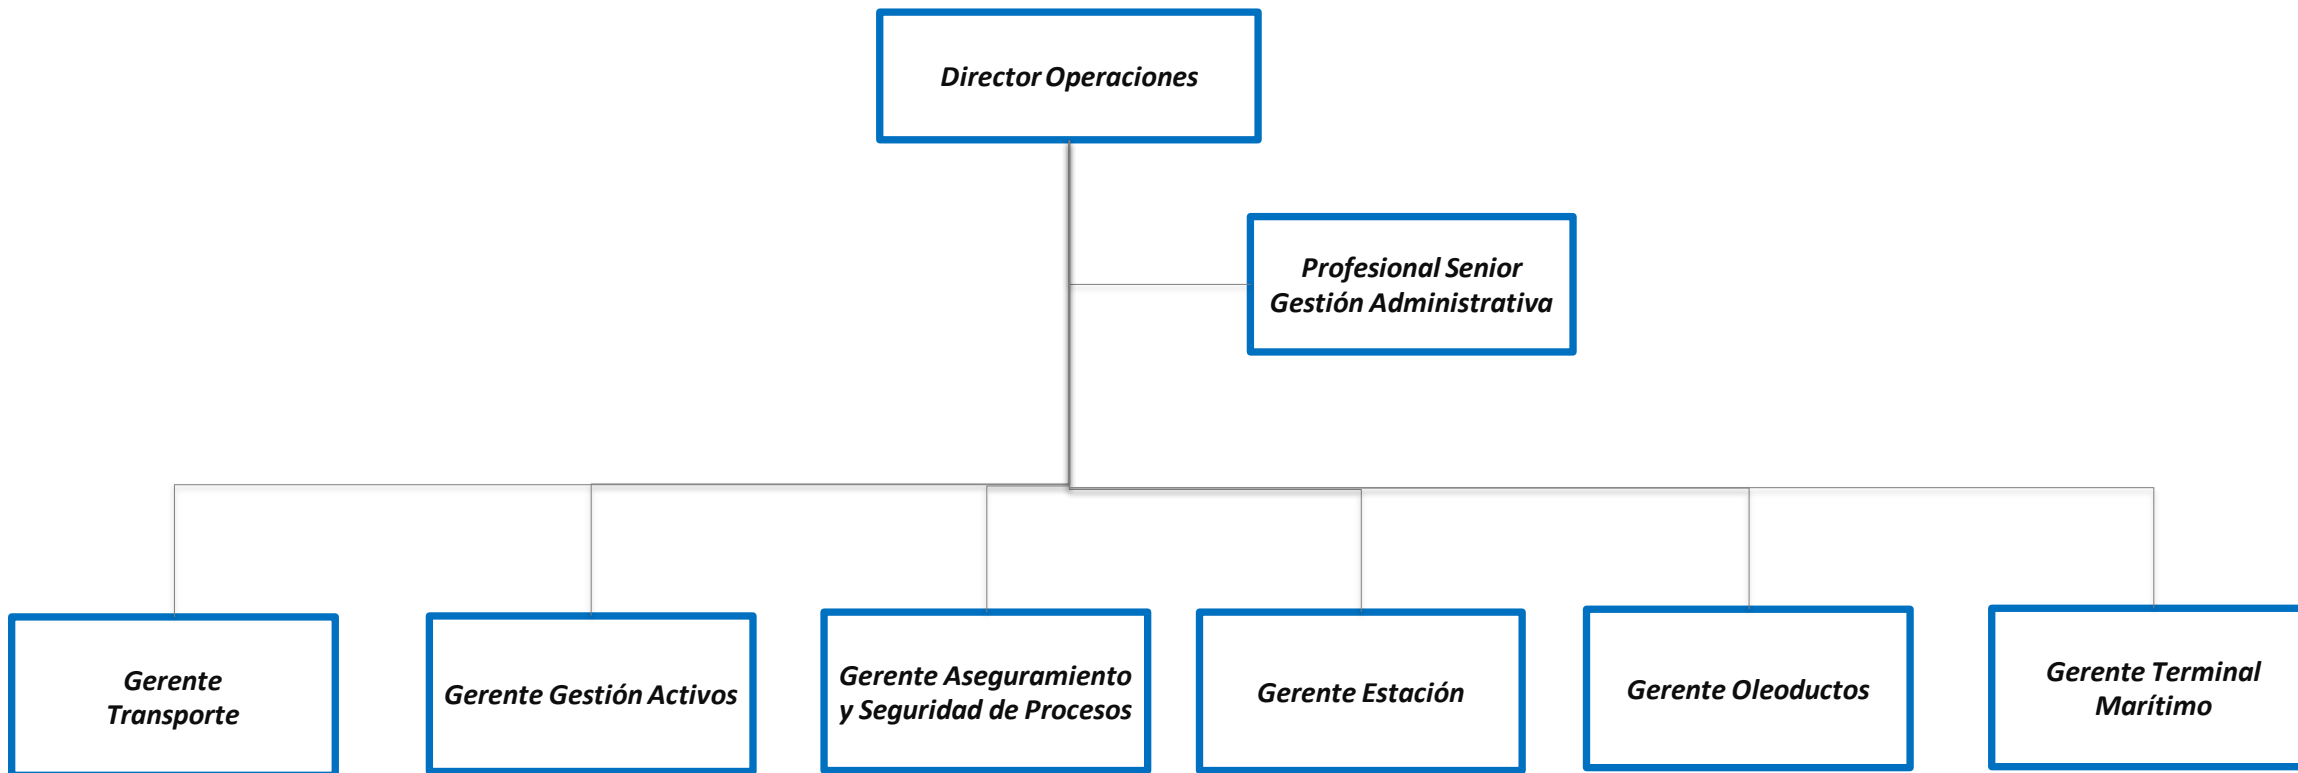 Director Operaciones
Profesional Senior
Gestión Administrativa
Gerente
Transporte
Gerente Gestión Activos
Gerente Aseguramiento
y Seguridad de Procesos
Gerente Estación
Gerente Oleoductos
Gerente Terminal
Marítimo